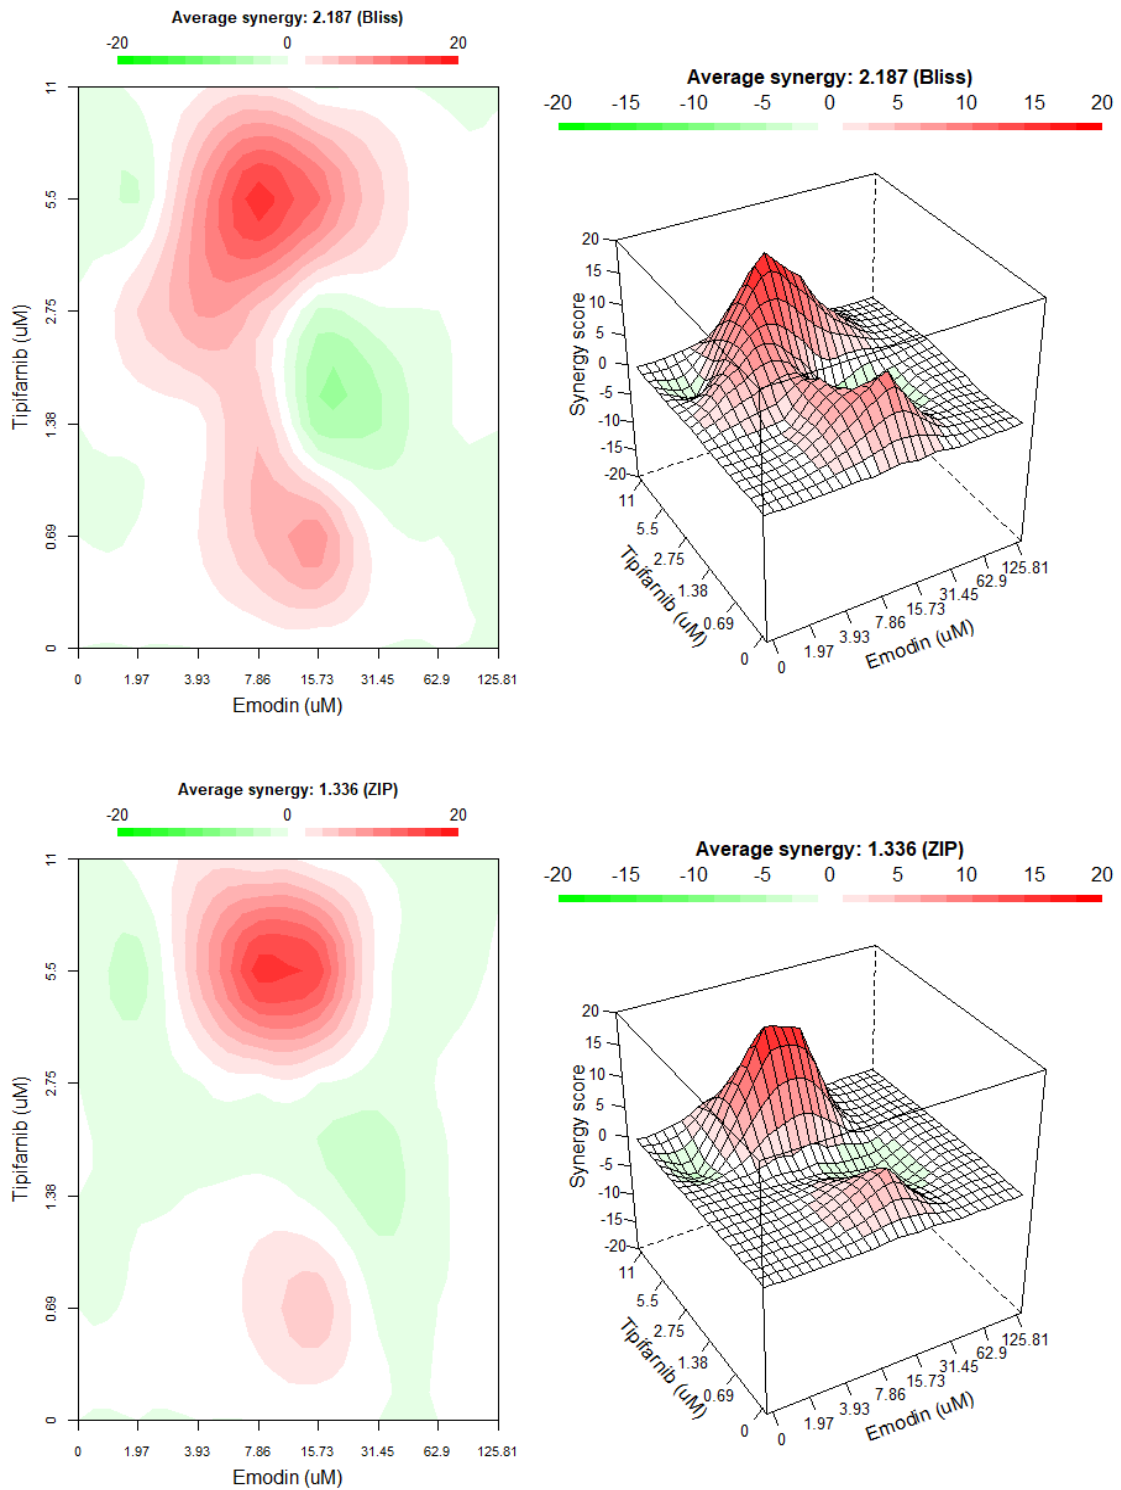 Average synergy: 2.187 (Bliss)
-20 0 20
11
5.5
2.75
1.38
0.69
0
Tipifarnib (uM)
0 1.97 3.93 7.86 15.73 31.45 62.9 125.81
Emodin (uM)
Average synergy: 2.187 (Bliss)
-20 -15 -10 -5 0 5 10 15 20
20
15
10
5
0
-5
-10
-15
-20
Synergy score
11
5.5
2.75
1.38
0.69
0
Tipifarnib (uM)
0
1.97
3.93
7.86
15.73
31.45
62.9
125.81
Emodin (uM)
Average synergy: 1.336 (ZIP)
-20 0 20
11
5.5
2.75
1.38
0.69
0
Tipifarnib (uM)
0 1.97 3.93 7.86 15.73 31.45 62.9 125.81
Emodin (uM)
Average synergy: 1.336 (ZIP)
-20 -15 -10 -5 0 5 10 15 20
20
15
10
5
0
-5
-10
-15
-20
Synergy score
11
5.5
2.75
1.38
0.69
0
Tipifarnib (uM)
0
1.97
3.93
7.86
15.73
31.45
62.9
125.81
Emodin (uM)